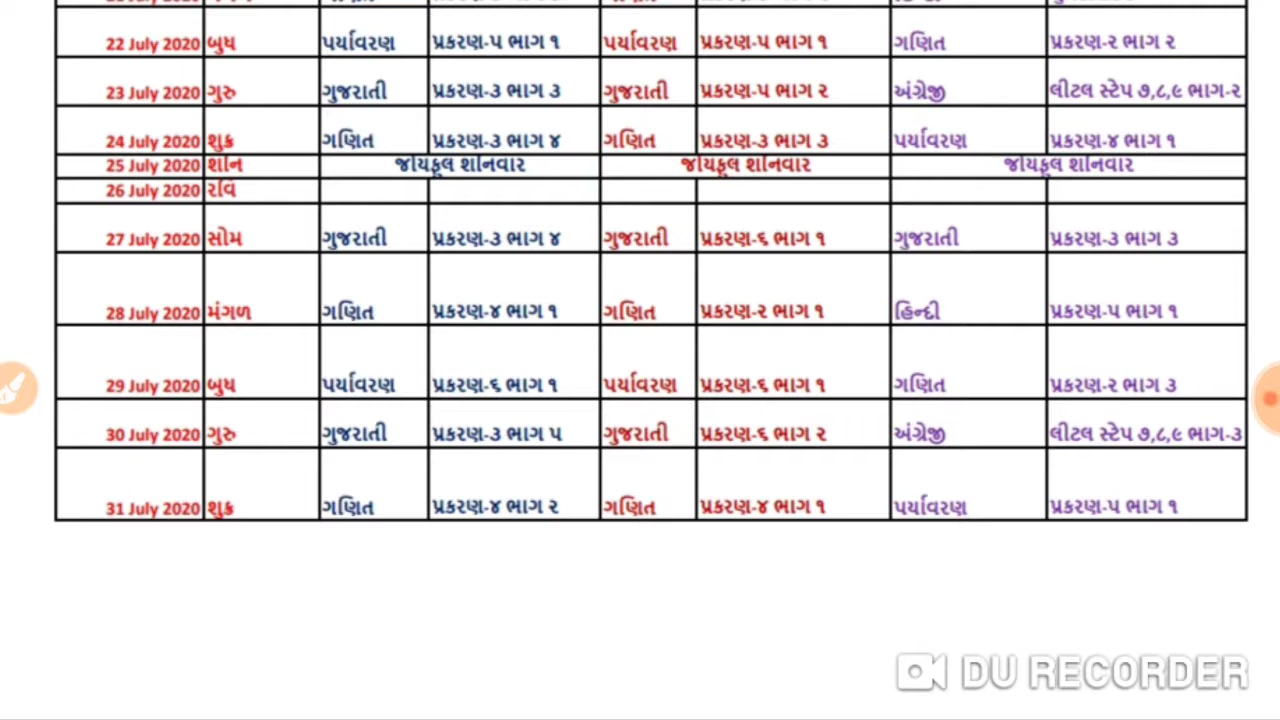 22 July 2020 બુધ પર્યાવરણ પ્રકરણ-૫ ભાગ ૧ પર્યાવરણ પ્રકરણ-૫ ભાગ ૧ ગણિત પ્રકરણ-૨ ભાગ ૨
23 July 2020 ગુરુ ગુજરાતી પ્રકરણ-૩ ભાગ ૩ ગુજરાતી પ્રકરણ-૫ ભાગ ૨ અંગ્રેજી લીટલ સ્ટેપ ૭,૮,૯ ભાગ-૨
24 July 2020 શુક્ર ગણિત પ્રકરણ-૩ ભાગ ૪ ગણિત પ્રકરણ-૩ ભાગ ૩ પર્યાવરણ પ્રકરણ-૪ ભાગ ૧
25 July 2020 શનિ જોયફૂલ શનિવાર જોયફૂલ શનિવાર જોયફૂલ શનિવાર
26 July 2020 રવિ
27 July 2020 સોમ ગુજરાતી પ્રકરણ-૩ ભાગ ૪ ગુજરાતી પ્રકરણ-૬ ભાગ ૧ ગુજરાતી પ્રકરણ-૩ ભાગ ૩
28 July 2020 મંગળ ગણિત પ્રકરણ-૪ ભાગ ૧ ગણિત પ્રકરણ-૨ ભાગ ૧ હિન્દી પ્રકરણ-૫ ભાગ ૧
29 July 2020 બુધ પર્યાવરણ પ્રકરણ-૬ ભાગ ૧ પર્યાવરણ પ્રકરણ-૬ ભાગ ૧ ગણિત પ્રકરણ-૨ ભાગ ૩
30 July 2020 ગુરુ ગુજરાતી પ્રકરણ-૩ ભાગ ૫ ગુજરાતી પ્રકરણ-૬ ભાગ ૨ અંગ્રેજી લીટલ સ્ટેપ ૭,૮,૯ ભાગ-૩
31 July 2020 શુક્ર ગણિત પ્રકરણ-૪ ભાગ ૨ ગણિત પ્રકરણ-૪ ભાગ ૧ પર્યાવરણ પ્રકરણ-૫ ભાગ ૧
DU RECORDER